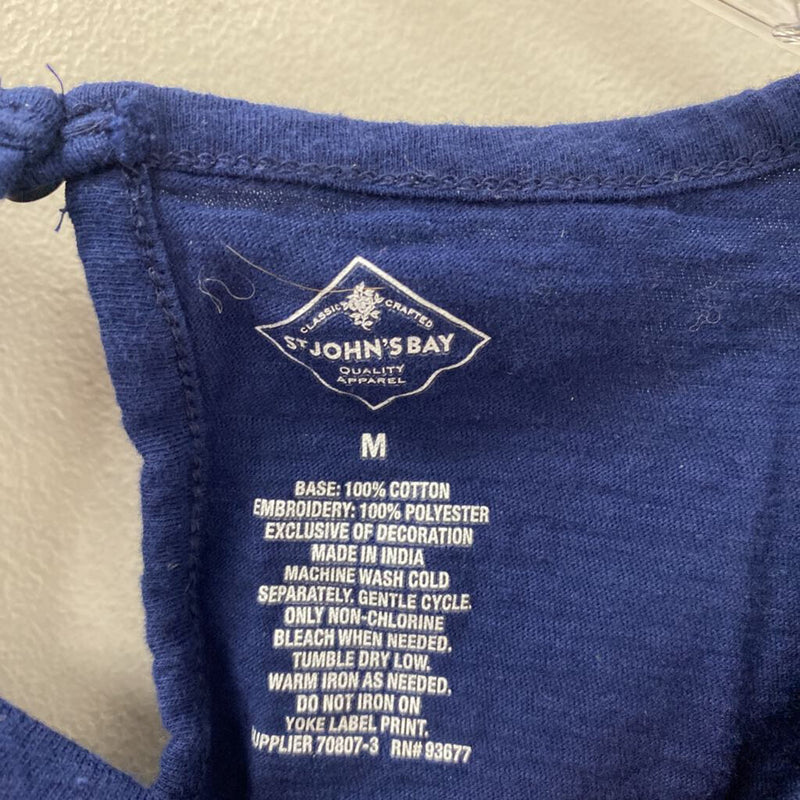 CLASSIC CRAFTED
ST JOHN'S BAY
QUALITY
APPAREL
M
BASE: 100% COTTON
EMBROIDERY: 100% POLYESTER
EXCLUSIVE OF DECORATION
MADE IN INDIA
MACHINE WASH COLD
SEPARATELY. GENTLE CYCLE.
ONLY NON-CHLORINE
BLEACH WHEN NEEDED.
TUMBLE DRY LOW.
WARM IRON AS NEEDED.
DO NOT IRON ON
YOKE LABEL PRINT.
UPPLIER 70807-3 RN# 93677